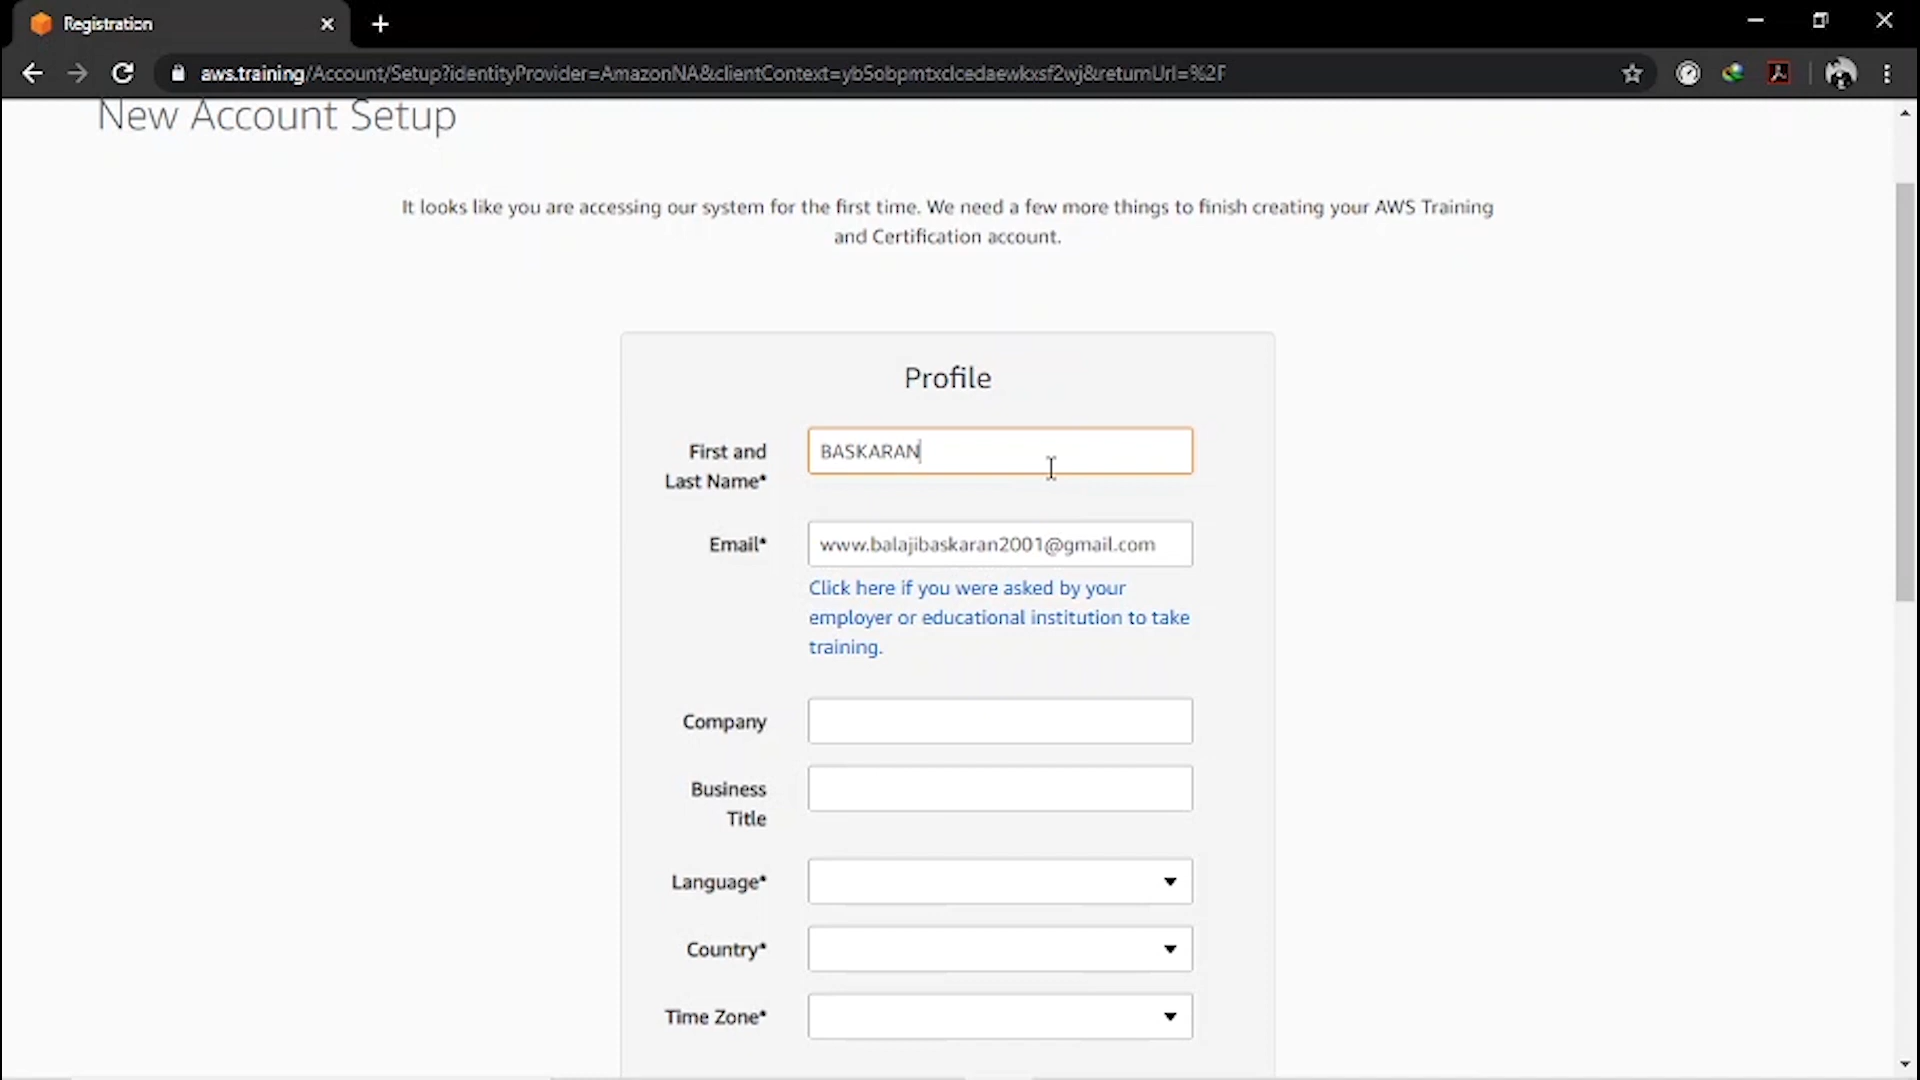 Registration
aws.training/Account/Setup?identityProvider=AmazonNA&clientContext=yb5obpmtxclcedaewkxsf2wj&returnUrl=%2F
New Account Setup
It looks like you are accessing our system for the first time. We need a few more things to finish creating your AWS Training
and Certification account.
Profile
First and
Last Name*
BASKARAN
Email*
www.balajibaskaran2001@gmail.com
Click here if you were asked by your
employer or educational institution to take
training.
Company
Business
Title
Language*
Country*
Time Zone*